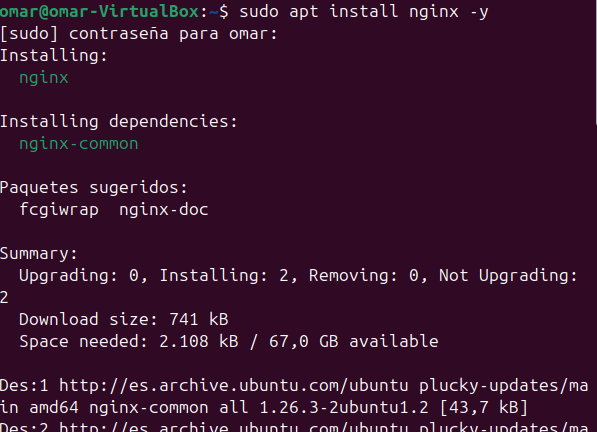 omar@omar-VirtualBox:~$ sudo apt install nginx -y
[sudo] contraseña para omar:
Installing:
  nginx

Installing dependencies:
  nginx-common

Paquetes sugeridos:
  fcgiwrap  nginx-doc

Summary:
  Upgrading: 0, Installing: 2, Removing: 0, Not Upgrading:
2
  Download size: 741 kB
  Space needed: 2.108 kB / 67,0 GB available

Des:1 http://es.archive.ubuntu.com/ubuntu plucky-updates/ma
in amd64 nginx-common all 1.26.3-2ubuntu1.2 [43,7 kB]
Des:2 http://es.archive.ubuntu.com/ubuntu plucky-updates/ma